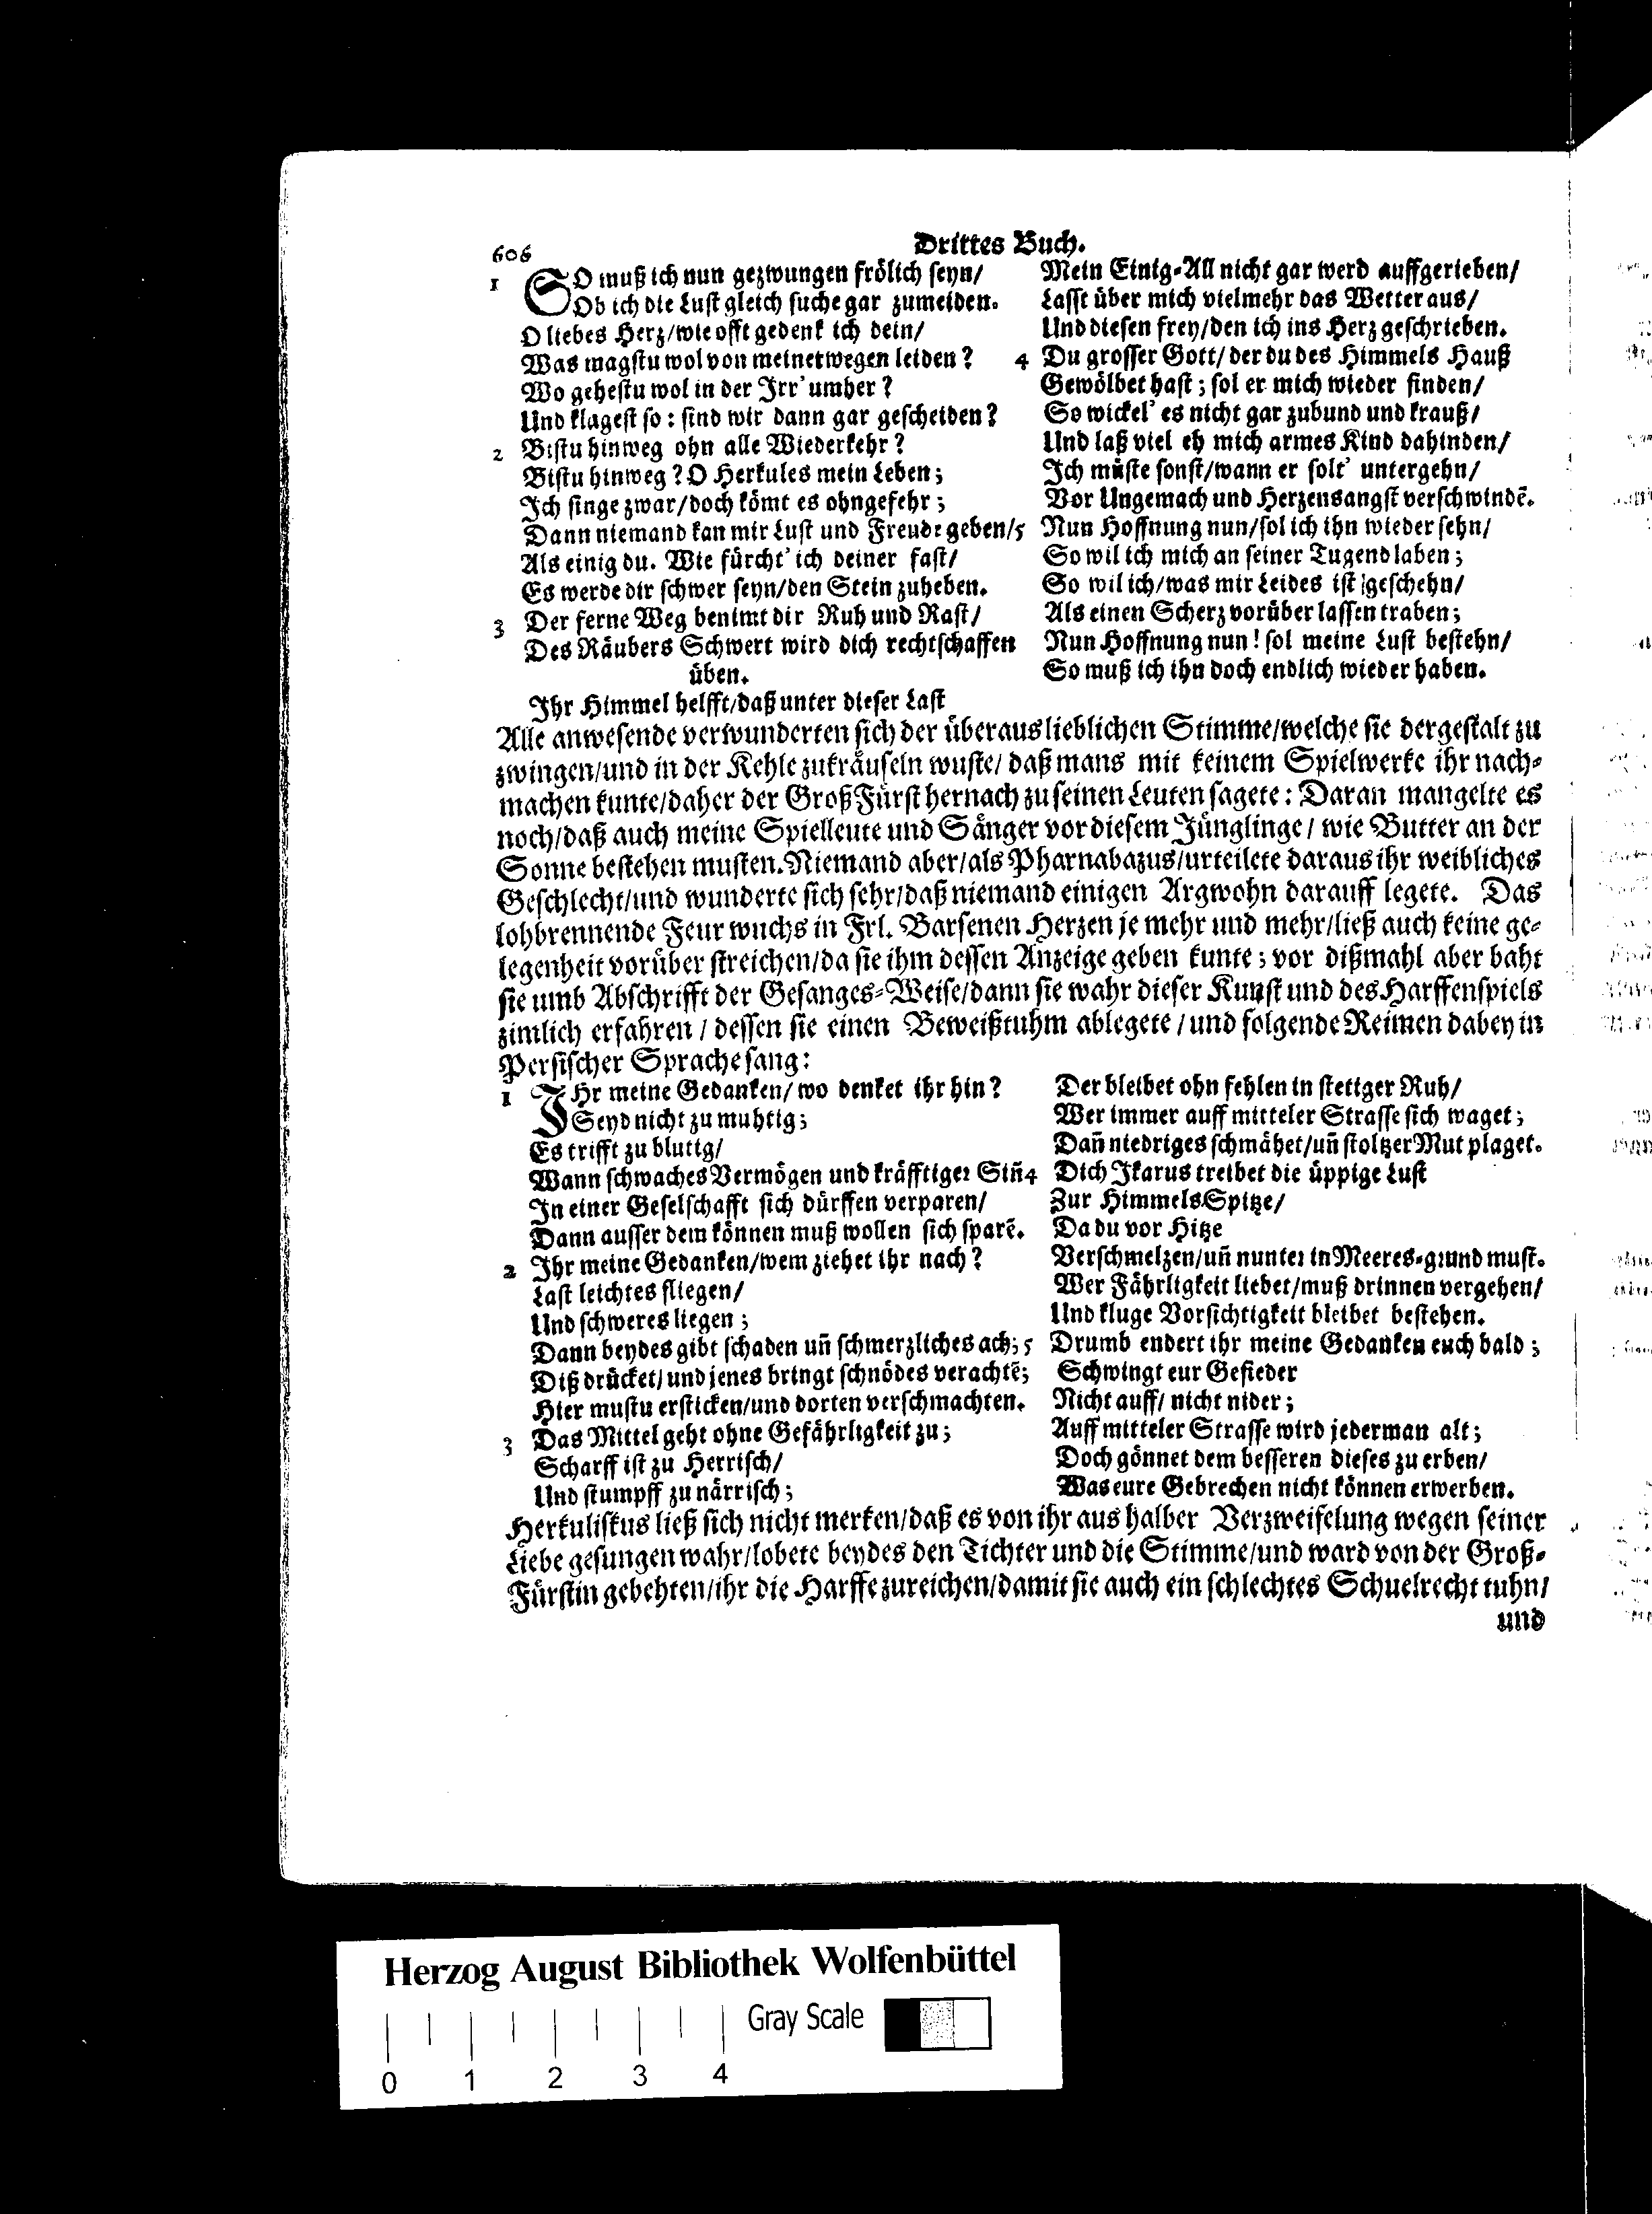 606
Drittes Buch.
1 SO muß ich nun gezwungen frölich seyn/
Ob ich die Lust gleich suche gar zumeiden.
O liebes Herz/wie offt gedenk ich dein/
Was magstu wol von meinetwegen leiden?
Wo gehestu wol in der Irr' umher?
Und klagest so: sind wir dann gar gescheiden?
2 Bistu hinweg ohn alle Wiederkehr?
Bistu hinweg? O Herkules mein Leben;
Ich singe zwar/doch kömt es ohngefehr;
Dann niemand kan mir Lust und Freude geben/
Als einig du. Wie fürcht' ich deiner fast/
Es werde dir schwer seyn/den Stein zuheben.
3 Der ferne Weg benimt dir Ruh und Rast/
Des Räubers Schwert wird dich rechtschaffen
üben.
Ihr Himmel helfft/daß unter dieser Last
Mein Einig-All nicht gar werd auffgerieben/
Lasst über mich vielmehr das Wetter aus/
Und diesen frey/den ich ins Herz geschrieben.
4 Du grosser Gott/der du des Himmels Hauß
Gewölbet hast; sol er mich wieder finden/
So wickel' es nicht gar zubund und krauß/
Und laß viel eh mich armes Kind dahinden/
Ich müste sonst/wann er solt' untergehn/
Vor Ungemach und Herzensangst verschwindẽ.
5 Nun Hoffnung nun/sol ich ihn wieder sehn/
So wil ich mich an seiner Tugend laben;
So wil ich/was mir Leides ist geschehn/
Als einen Scherz vorüber lassen traben;
Nun Hoffnung nun! sol meine Lust bestehn/
So muß ich ihn doch endlich wieder haben.
Alle anwesende verwunderten sich der überaus lieblichen Stimme/welche sie dergestalt zu
zwingen/und in der Kehle zukräuseln wuste/ daß mans mit keinem Spielwerke ihr nach-
machen kunte/daher der GroßFürst hernach zu seinen Leuten sagete: Daran mangelte es
noch/daß auch meine Spielleute und Sänger vor diesem Jünglinge/ wie Butter an der
Sonne bestehen musten. Niemand aber/als Pharnabazus/urteilete daraus ihr weibliches
Geschlecht/und wunderte sich sehr/daß niemand einigen Argwohn darauff legete. Das
lohbrennende Feur wuchs in Frl. Barsenen Herzen je mehr und mehr/ließ auch keine ge-
legenheit vorüber streichen/da sie ihm dessen Anzeige geben kunte; vor dißmahl aber baht
sie umb Abschrifft der Gesanges-Weise/dann sie wahr dieser Kunst und des Harffenspiels
zimlich erfahren/ dessen sie einen Beweißtuhm ablegete/und folgende Reimen dabey in
Persischer Sprache sang:
1 IHr meine Gedanken/ wo denket ihr hin?
Seyd nicht zu muhtig;
Es trifft zu blutig/
Wann schwaches Vermögen und kräfftiger Siñ
In einer Geselschafft sich dürffen verparen/
Dann ausser dem können muß wollen sich sparẽ.
2 Ihr meine Gedanken/wem ziehet ihr nach?
Last leichtes fliegen/
Und schweres liegen;
Dann beydes gibt schaden uñ schmerzliches ach;
Diß drücket/ und jenes bringt schnödes verachtẽ;
Hier mustu ersticken/und dorten verschmachten.
3 Das Mittel geht ohne Gefährligkeit zu;
Scharff ist zu Herrisch/
Und stumpff zu närrisch;
Der bleibet ohn fehlen in stetiger Ruh/
Wer immer auff mitteler Strasse sich waget;
Dañ niedriges schmähet/uñ stoltzer Mut plaget.
4 Dich Ikarus treibet die üppige Lust
Zur HimmelsSpitze/
Da du vor Hitze
Verschmelzen/uñ nunter in Meeres-grund must.
Wer Fährligkeit liebet/muß drinnen vergehen/
Und kluge Vorsichtigkeit bleibet bestehen.
5 Drumb endert ihr meine Gedanken euch bald;
Schwingt eur Gefieder
Nicht auff/ nicht nider;
Auff mitteler Strasse wird jederman alt;
Doch gönnet dem besseren dieses zu erben/
Was eure Gebrechen nicht können erwerben.
Herkuliskus ließ sich nicht merken/daß es von ihr aus halber Verzweifelung wegen seiner
Liebe gesungen wahr/lobete beydes den Tichter und die Stimme/und ward von der Groß-
Fürstin gebehten/ihr die Harffe zureichen/damit sie auch ein schlechtes Schuelrecht tuhn/
und
Herzog August Bibliothek Wolfenbüttel
Gray Scale
0 1 2 3 4